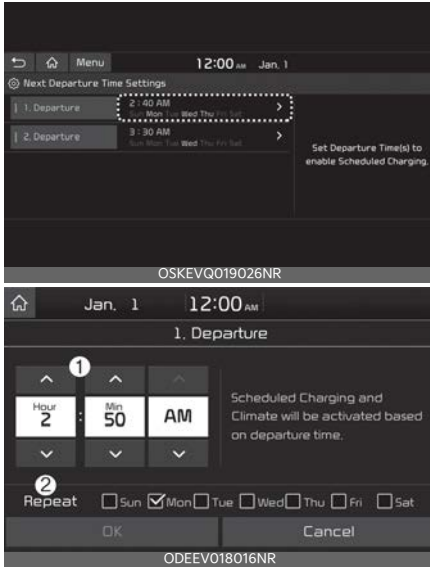 Menu 12:00 AM Jan. 1
Next Departure Time Settings
1. Departure 2:40 AM
Sun Mon Tue Wed Thu Fri Sat
2. Departure 3:30 AM
Sun Mon Tue Wed Thu Fri Sat
Set Departure Time(s) to
enable Scheduled Charging.
OSKEVQ019026NR
Jan. 1 12:00 AM
1. Departure
1
Hour Min
2 : 50 AM
Scheduled Charging and
Climate will be activated based
on departure time.
2
Repeat Sun Mon Tue Wed Thu Fri Sat
OK Cancel
ODEEV018016NR